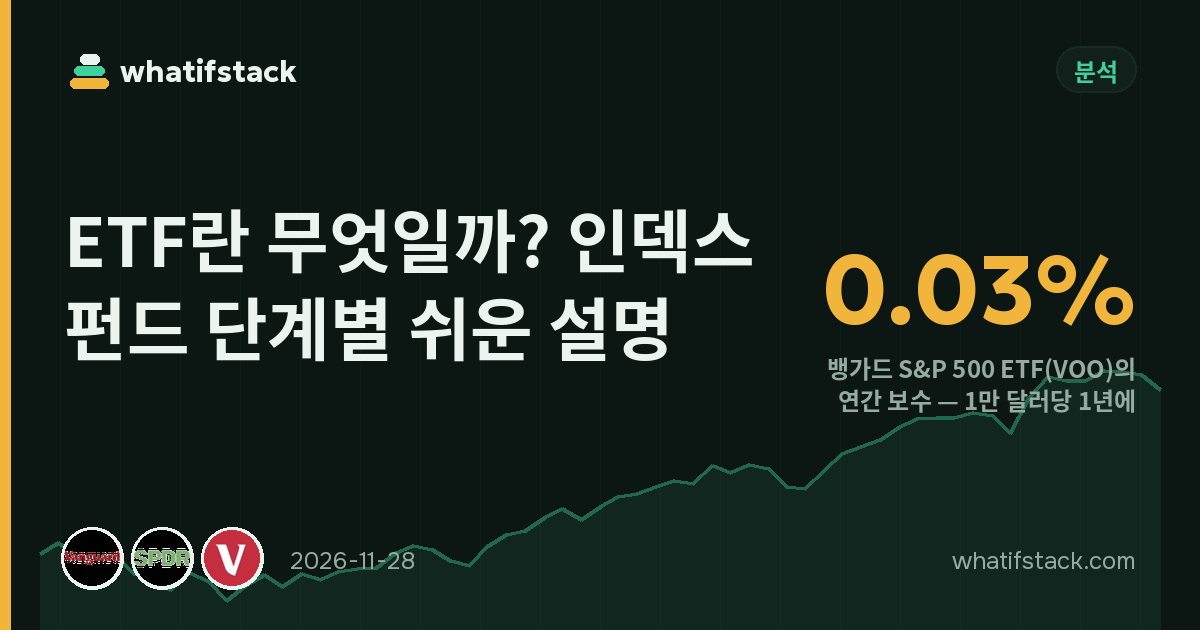 whatifstack
분석
ETF란 무엇일까? 인덱스
펀드 단계별 쉬운 설명
0.03%
뱅가드 S&P 500 ETF(VOO)의
연간 보수 — 1만 달러당 1년에
Vanguard
SPDR
V
2026-11-28
whatifstack.com